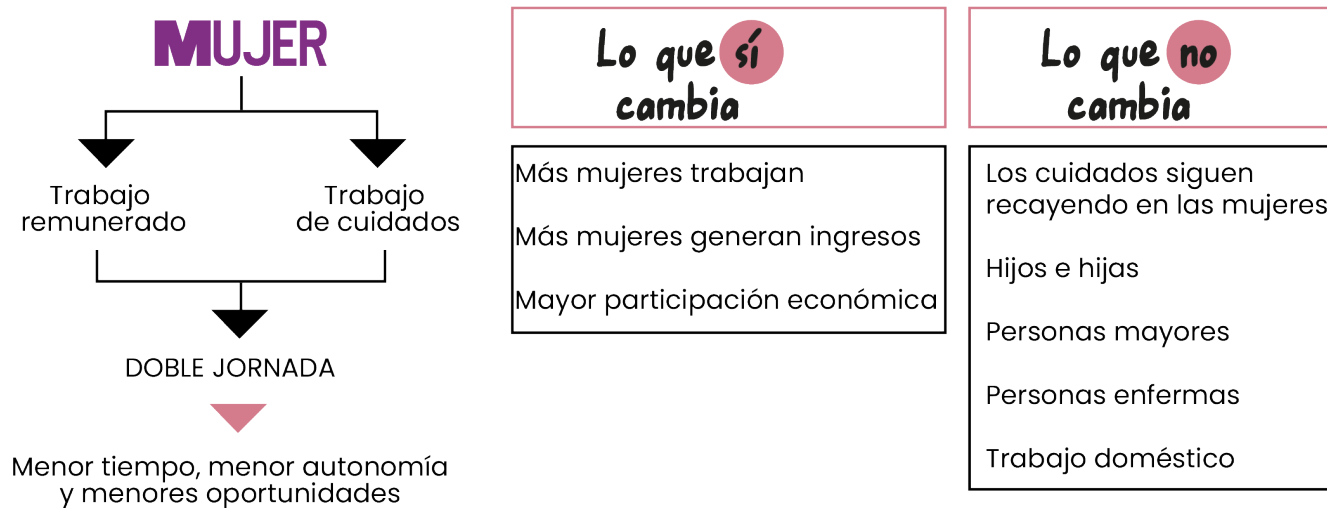 MUJER
Trabajo
remunerado
Trabajo
de cuidados
DOBLE JORNADA
Menor tiempo, menor autonomía
y menores oportunidades
Lo que sí
cambia
Más mujeres trabajan
Más mujeres generan ingresos
Mayor participación económica
Lo que no
cambia
Los cuidados siguen
recayendo en las mujeres
Hijos e hijas
Personas mayores
Personas enfermas
Trabajo doméstico